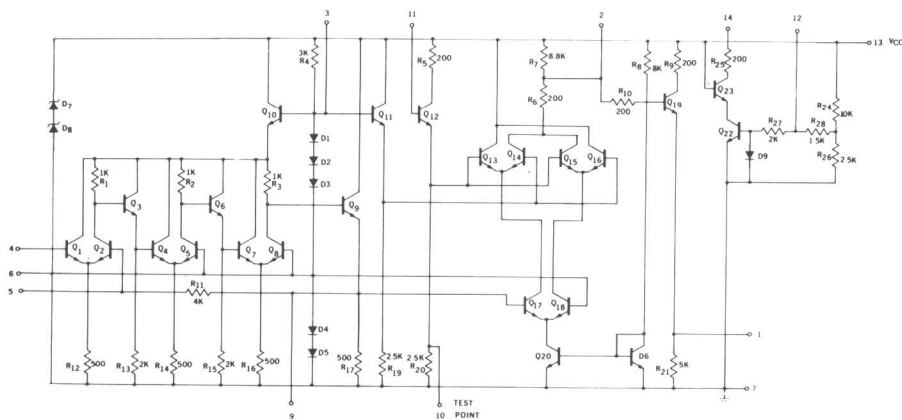 3
11
2
14
12
13 VCC
3K
R4
R5
200
8.8K
R7
R8
8K
R9
200
R25
200
D7
D8
Q10
Q11
Q12
R6
200
R10
200
Q19
Q23
R24
10K
D1
D2
D3
Q22
R27
2K
R28
1.5K
D9
R26
2.5K
1K
R1
Q3
1K
R2
Q6
1K
R3
Q9
Q13
Q14
Q15
Q16
4
Q1
Q2
Q4
Q5
Q7
Q8
6
5
R11
4K
Q17
Q18
D4
D5
Q20
D6
1
500
R12
2K
R13
500
R14
2K
R15
500
R16
500
R17
2.5K
R19
2.5K
R20
5K
R21
7
9
10
TEST
POINT